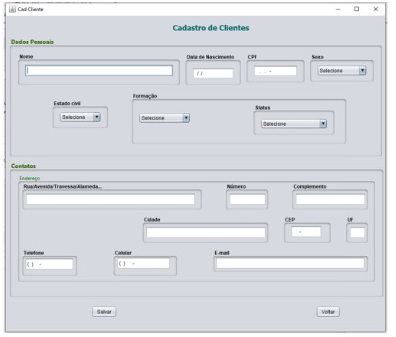 Cad Cliente
Cadastro de Clientes
Dados Pessoais
Nome
Data de Nascimento
CPF
Sexo
/ /
. . -
Selecione
Estado civil
Formação
Status
Selecione
Selecione
Selecione
Contatos
Endereço
Rua/Avenida/Travessa/Alameda...
Número
Complemento
Cidade
CEP
UF
-
Telefone
Celular
E-mail
( ) -
( ) -
Salvar
Voltar